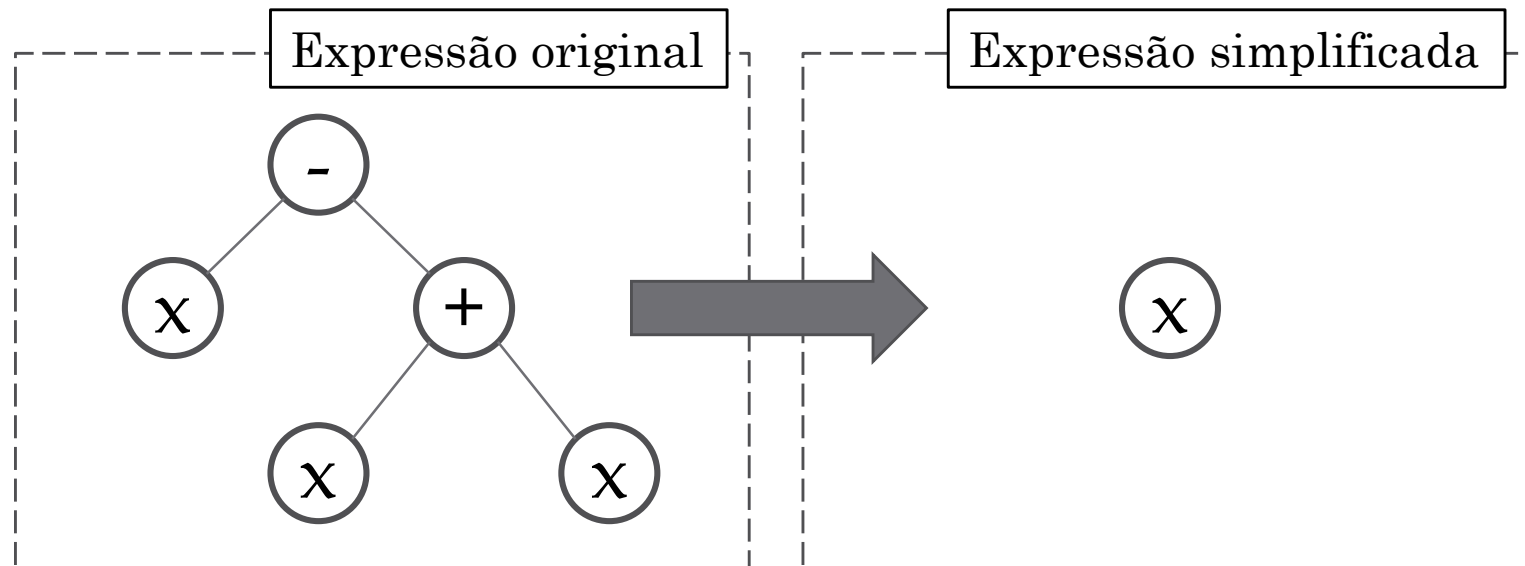 Expressão original
Expressão simplificada
-
x
+
x
x
x